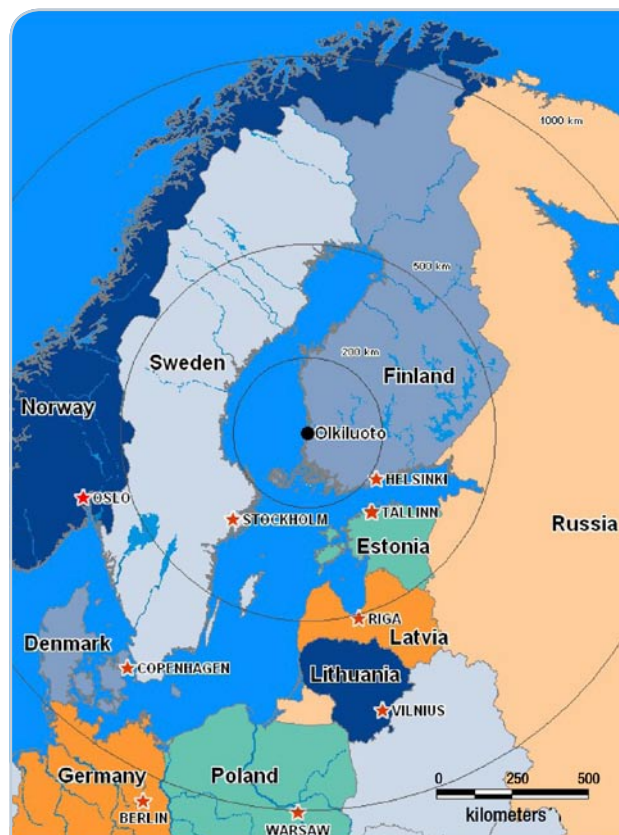 1000 km
500 km
200 km
Sweden
Finland
Norway
Olkiluoto
HELSINKI
OSLO
TALLINN
STOCKHOLM
Russia
Estonia
RIGA
Latvia
Denmark
COPENHAGEN
Lithuania
VILNIUS
Germany
Poland
0 250 500
BERLIN
kilometers
WARSAW